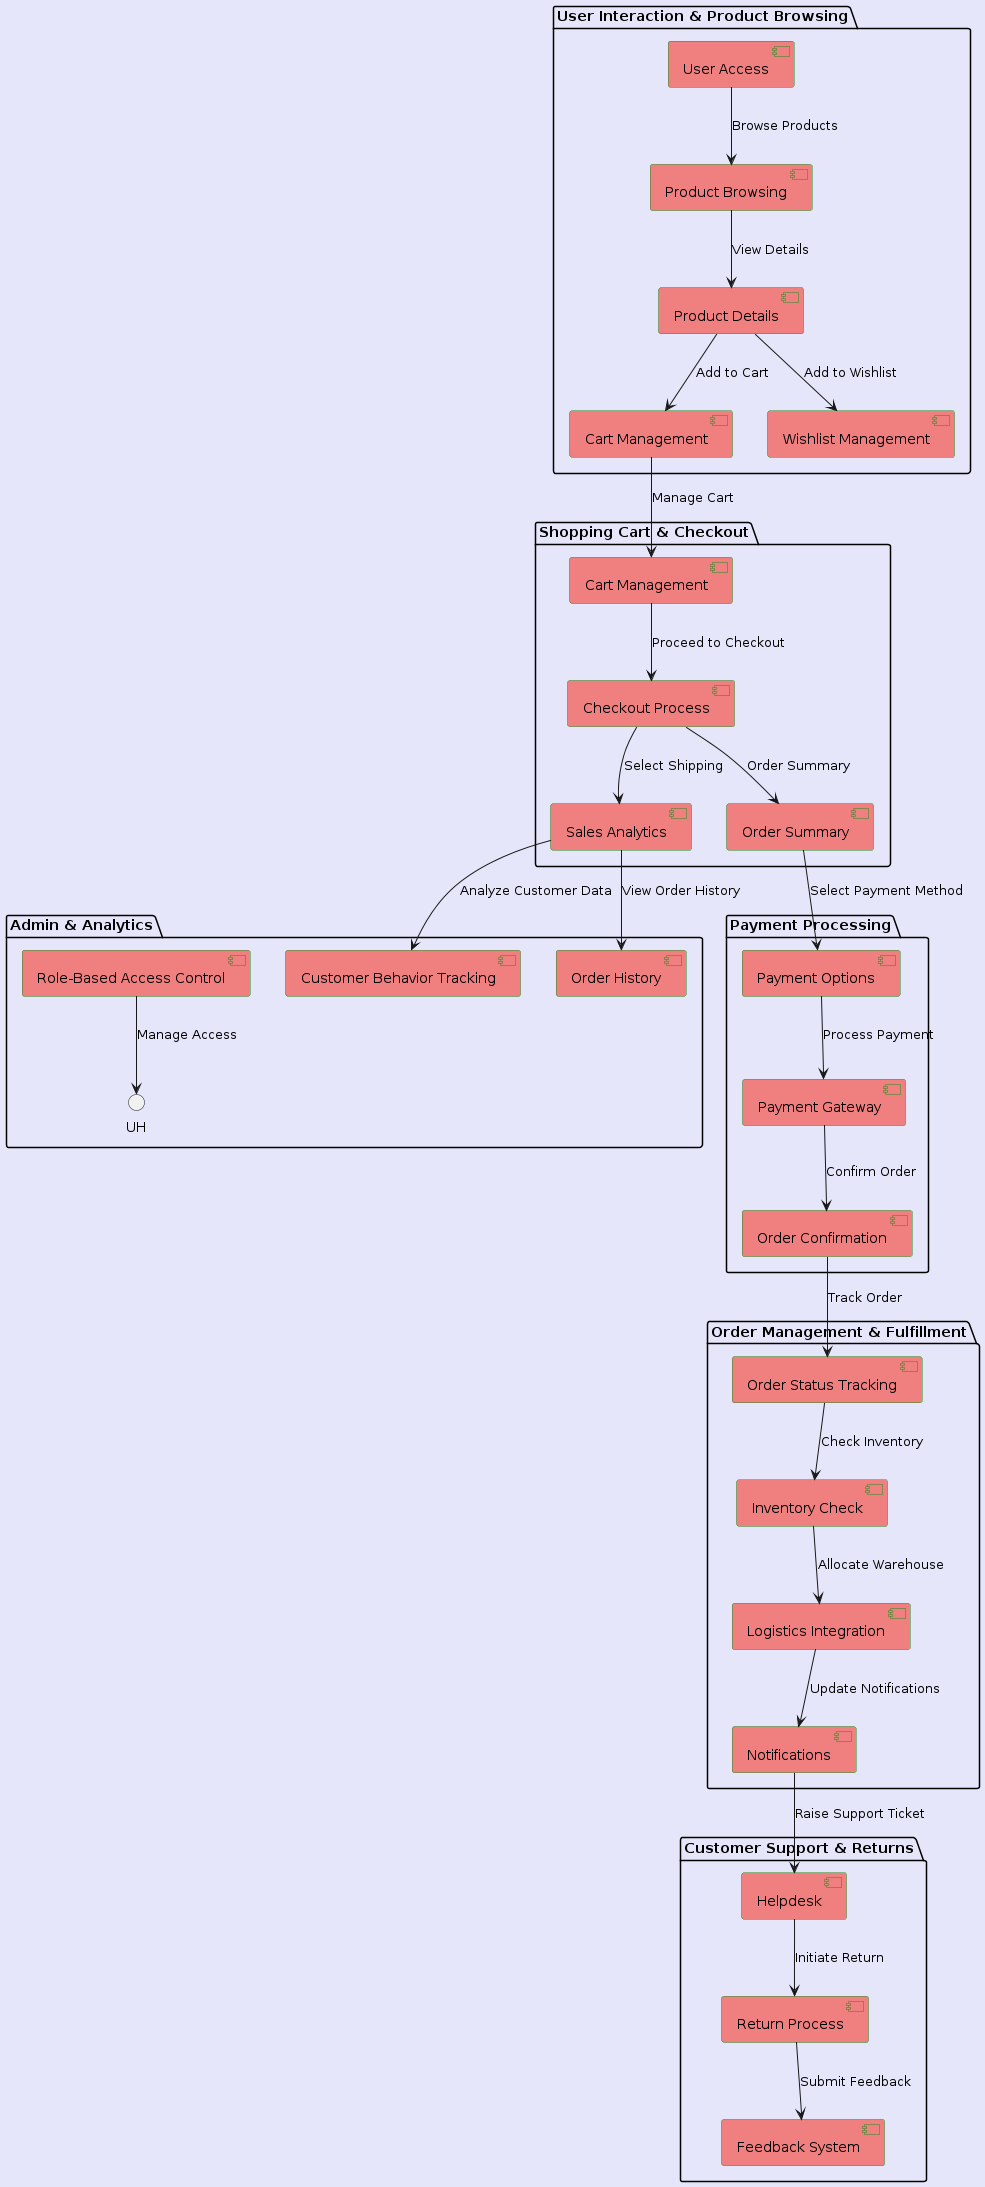 User Interaction & Product Browsing
User Access
Browse Products
Product Browsing
View Details
Product Details
Add to Cart
Add to Wishlist
Cart Management
Wishlist Management
Manage Cart
Shopping Cart & Checkout
Cart Management
Proceed to Checkout
Checkout Process
Select Shipping
Order Summary
Sales Analytics
Order Summary
Analyze Customer Data
View Order History
Select Payment Method
Admin & Analytics
Role-Based Access Control
Customer Behavior Tracking
Order History
Manage Access
UH
Payment Processing
Payment Options
Process Payment
Payment Gateway
Confirm Order
Order Confirmation
Track Order
Order Management & Fulfillment
Order Status Tracking
Check Inventory
Inventory Check
Allocate Warehouse
Logistics Integration
Update Notifications
Notifications
Raise Support Ticket
Customer Support & Returns
Helpdesk
Initiate Return
Return Process
Submit Feedback
Feedback System